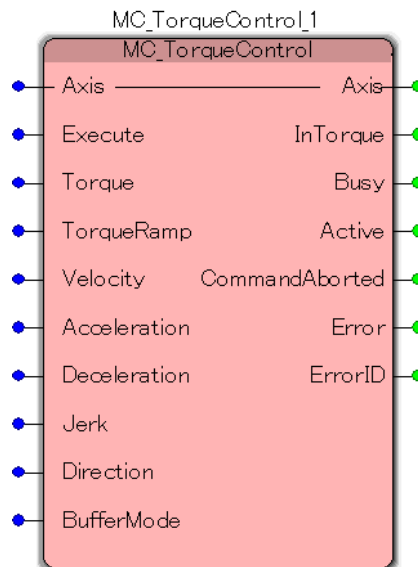 MC_TorqueControl_1
MC_TorqueControl
Axis Axis
Execute InTorque
Torque Busy
TorqueRamp Active
Velocity CommandAborted
Acceleration Error
Deceleration ErrorID
Jerk
Direction
BufferMode